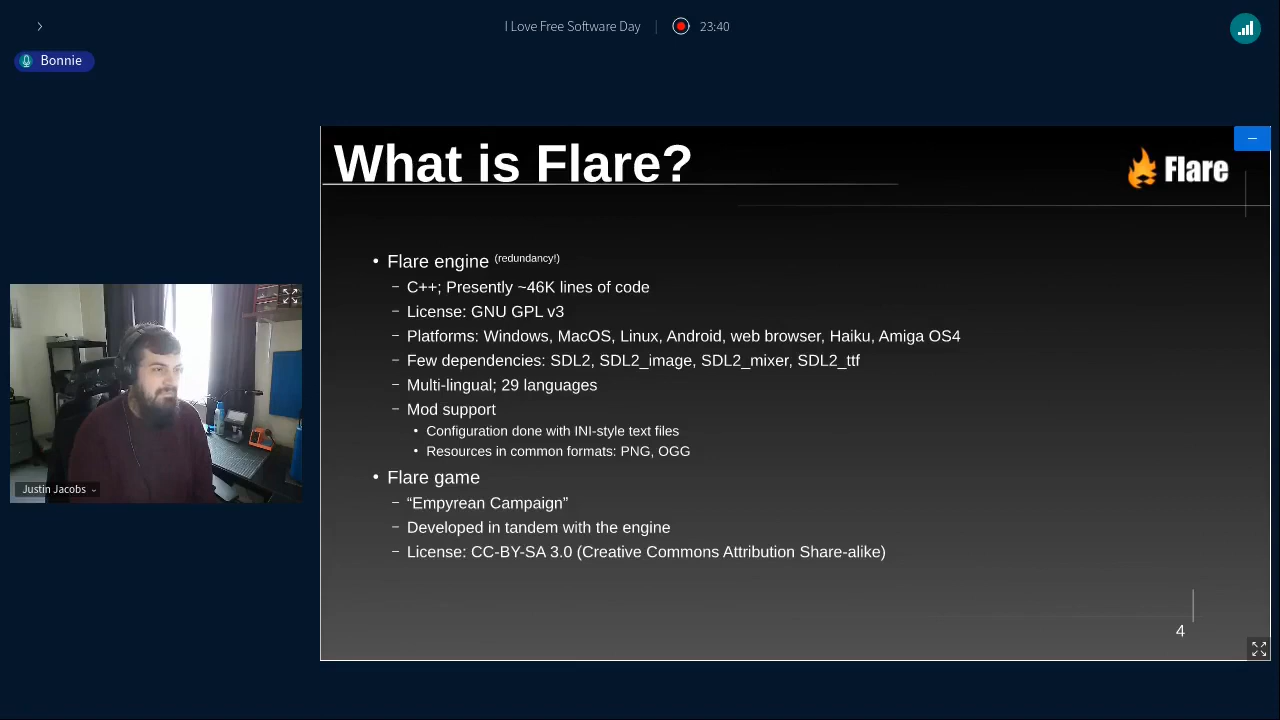 I Love Free Software Day
23:40
Bonnie
What is Flare?
Flare
• Flare engine (redundancy!)
– C++; Presently ~46K lines of code
– License: GNU GPL v3
– Platforms: Windows, MacOS, Linux, Android, web browser, Haiku, Amiga OS4
– Few dependencies: SDL2, SDL2_image, SDL2_mixer, SDL2_ttf
– Multi-lingual; 29 languages
– Mod support
• Configuration done with INI-style text files
• Resources in common formats: PNG, OGG
• Flare game
– “Empyrean Campaign”
– Developed in tandem with the engine
– License: CC-BY-SA 3.0 (Creative Commons Attribution Share-alike)
4
Justin Jacobs